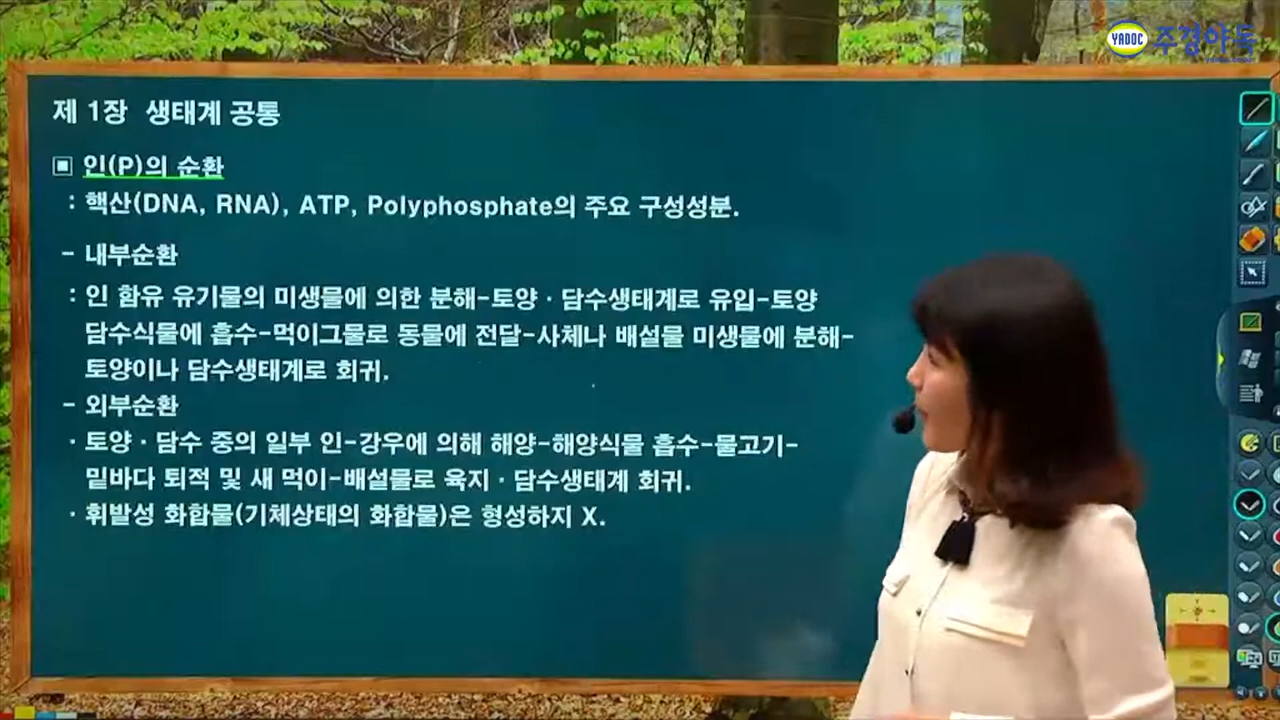 YADOC 주경야독
제 1장 생태계 공통
▣ 인(P)의 순환
: 핵산(DNA, RNA), ATP, Polyphosphate의 주요 구성성분.
- 내부순환
: 인 함유 유기물의 미생물에 의한 분해-토양 · 담수생태계로 유입-토양
담수식물에 흡수-먹이그물로 동물에 전달-사체나 배설물 미생물에 분해-
토양이나 담수생태계로 회귀.
- 외부순환
· 토양 · 담수 중의 일부 인-강우에 의해 해양-해양식물 흡수-물고기-
밑바다 퇴적 및 새 먹이-배설물로 육지 · 담수생태계 회귀.
· 휘발성 화합물(기체상태의 화합물)은 형성하지 X.